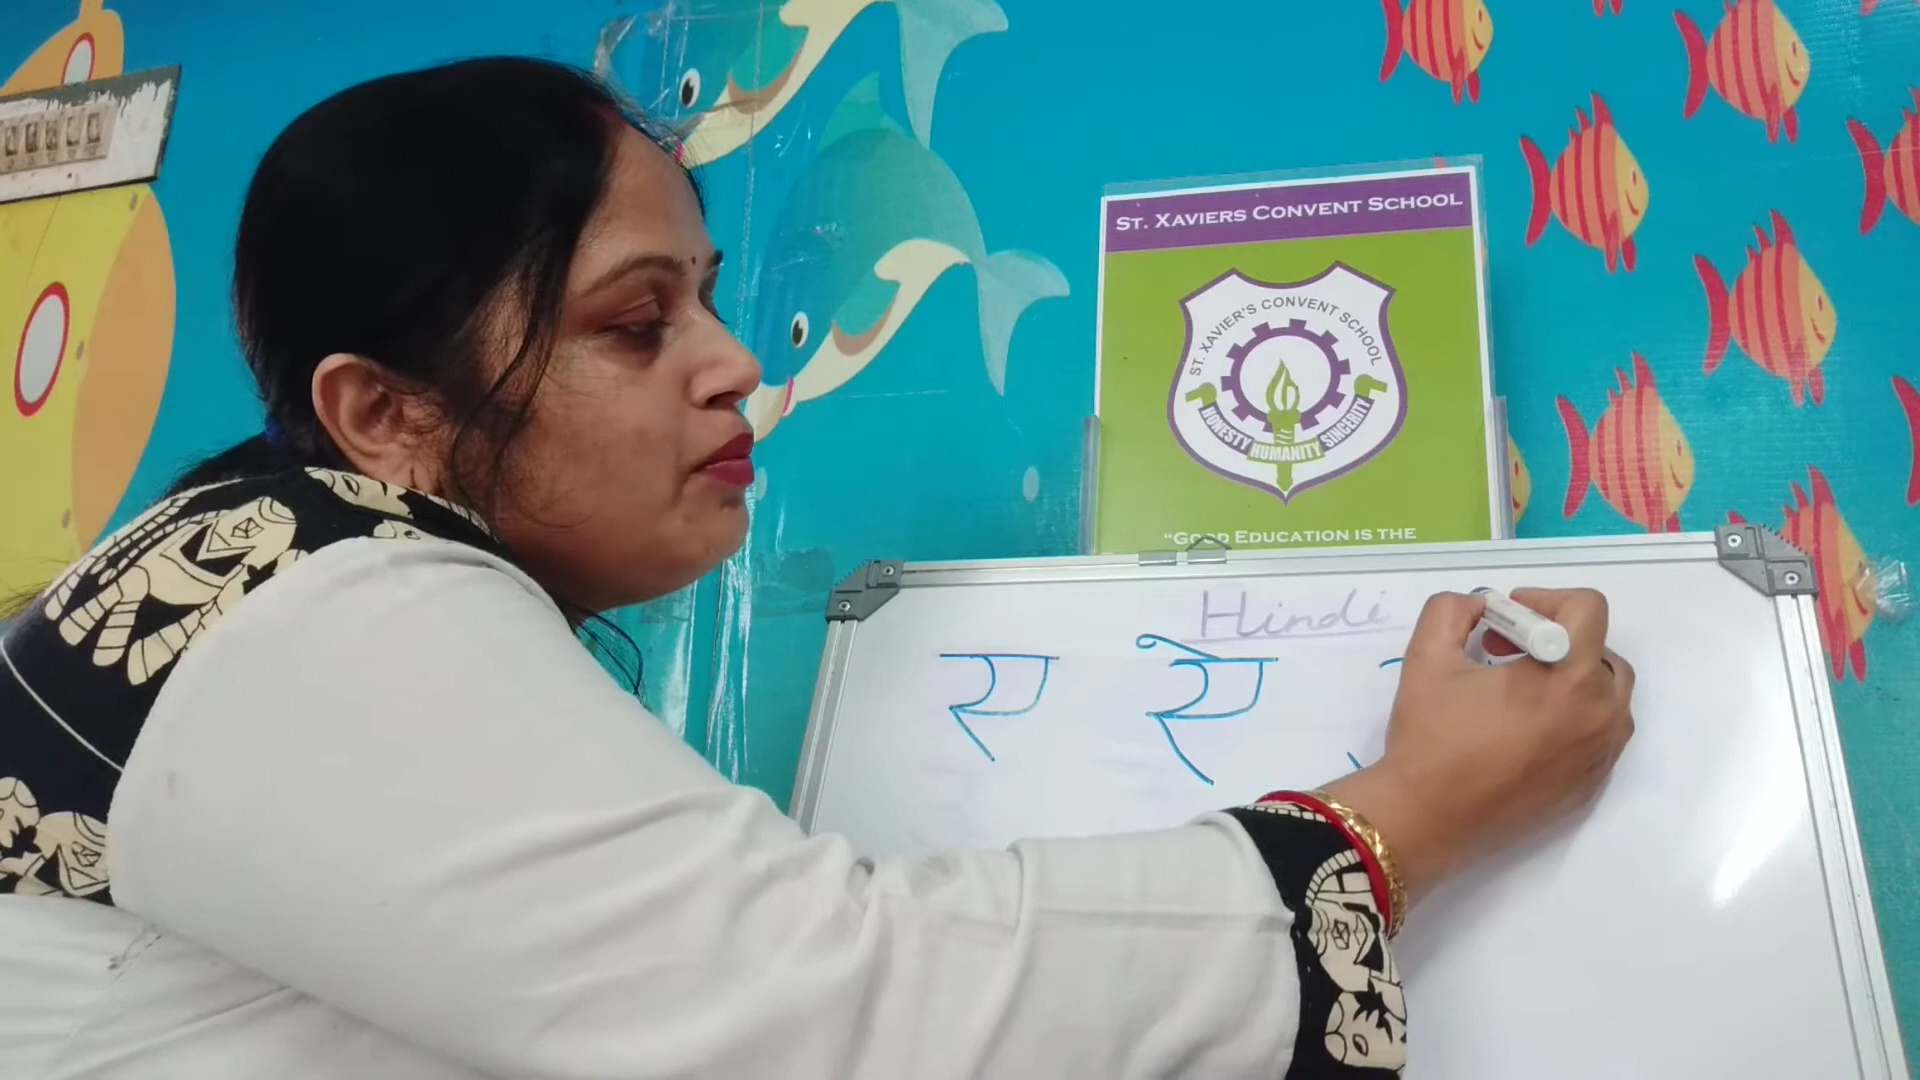 ST. XAVIERS CONVENT SCHOOL
ST. XAVIER'S CONVENT SCHOOL
HONESTY HUMANITY SINCERITY
“GOOD EDUCATION IS THE
Hindi